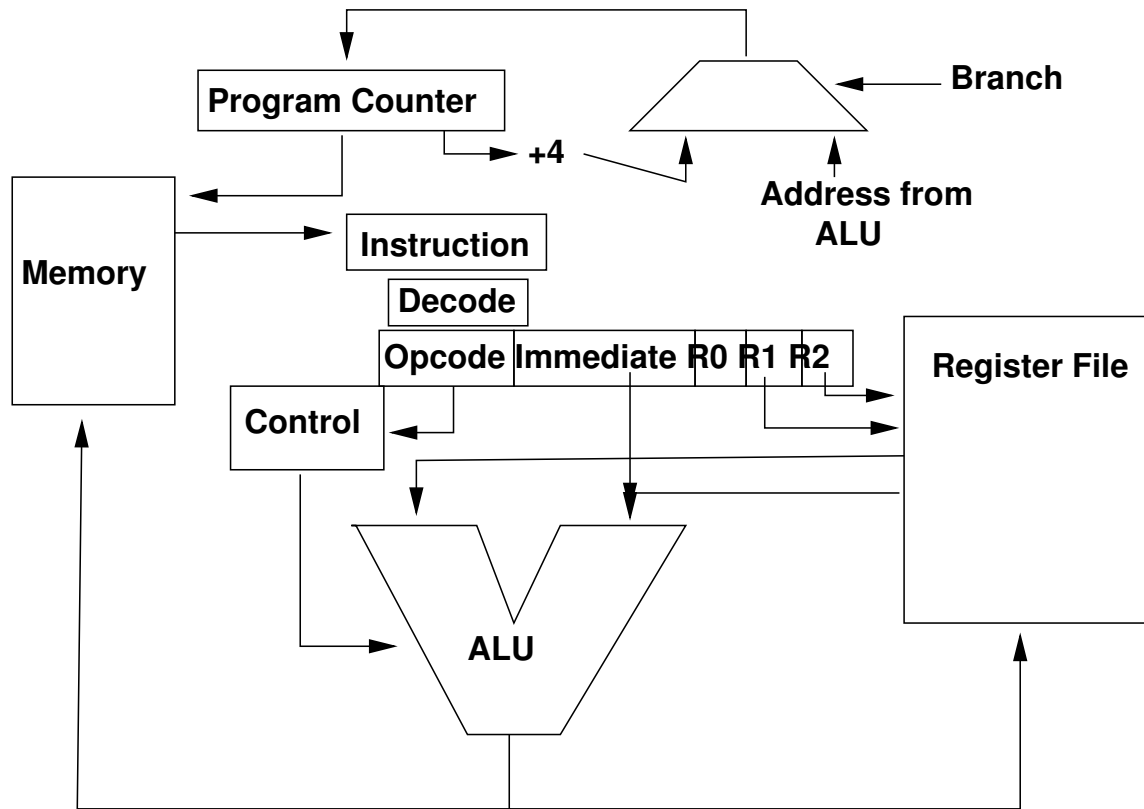 Program Counter
Branch
+4
Address from
ALU
Instruction
Memory
Decode
Opcode Immediate R0 R1 R2
Register File
Control
ALU